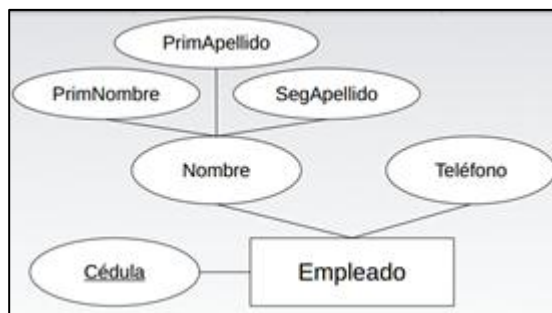 PrimApellido
PrimNombre
SegApellido
Nombre
Teléfono
Cédula
Empleado